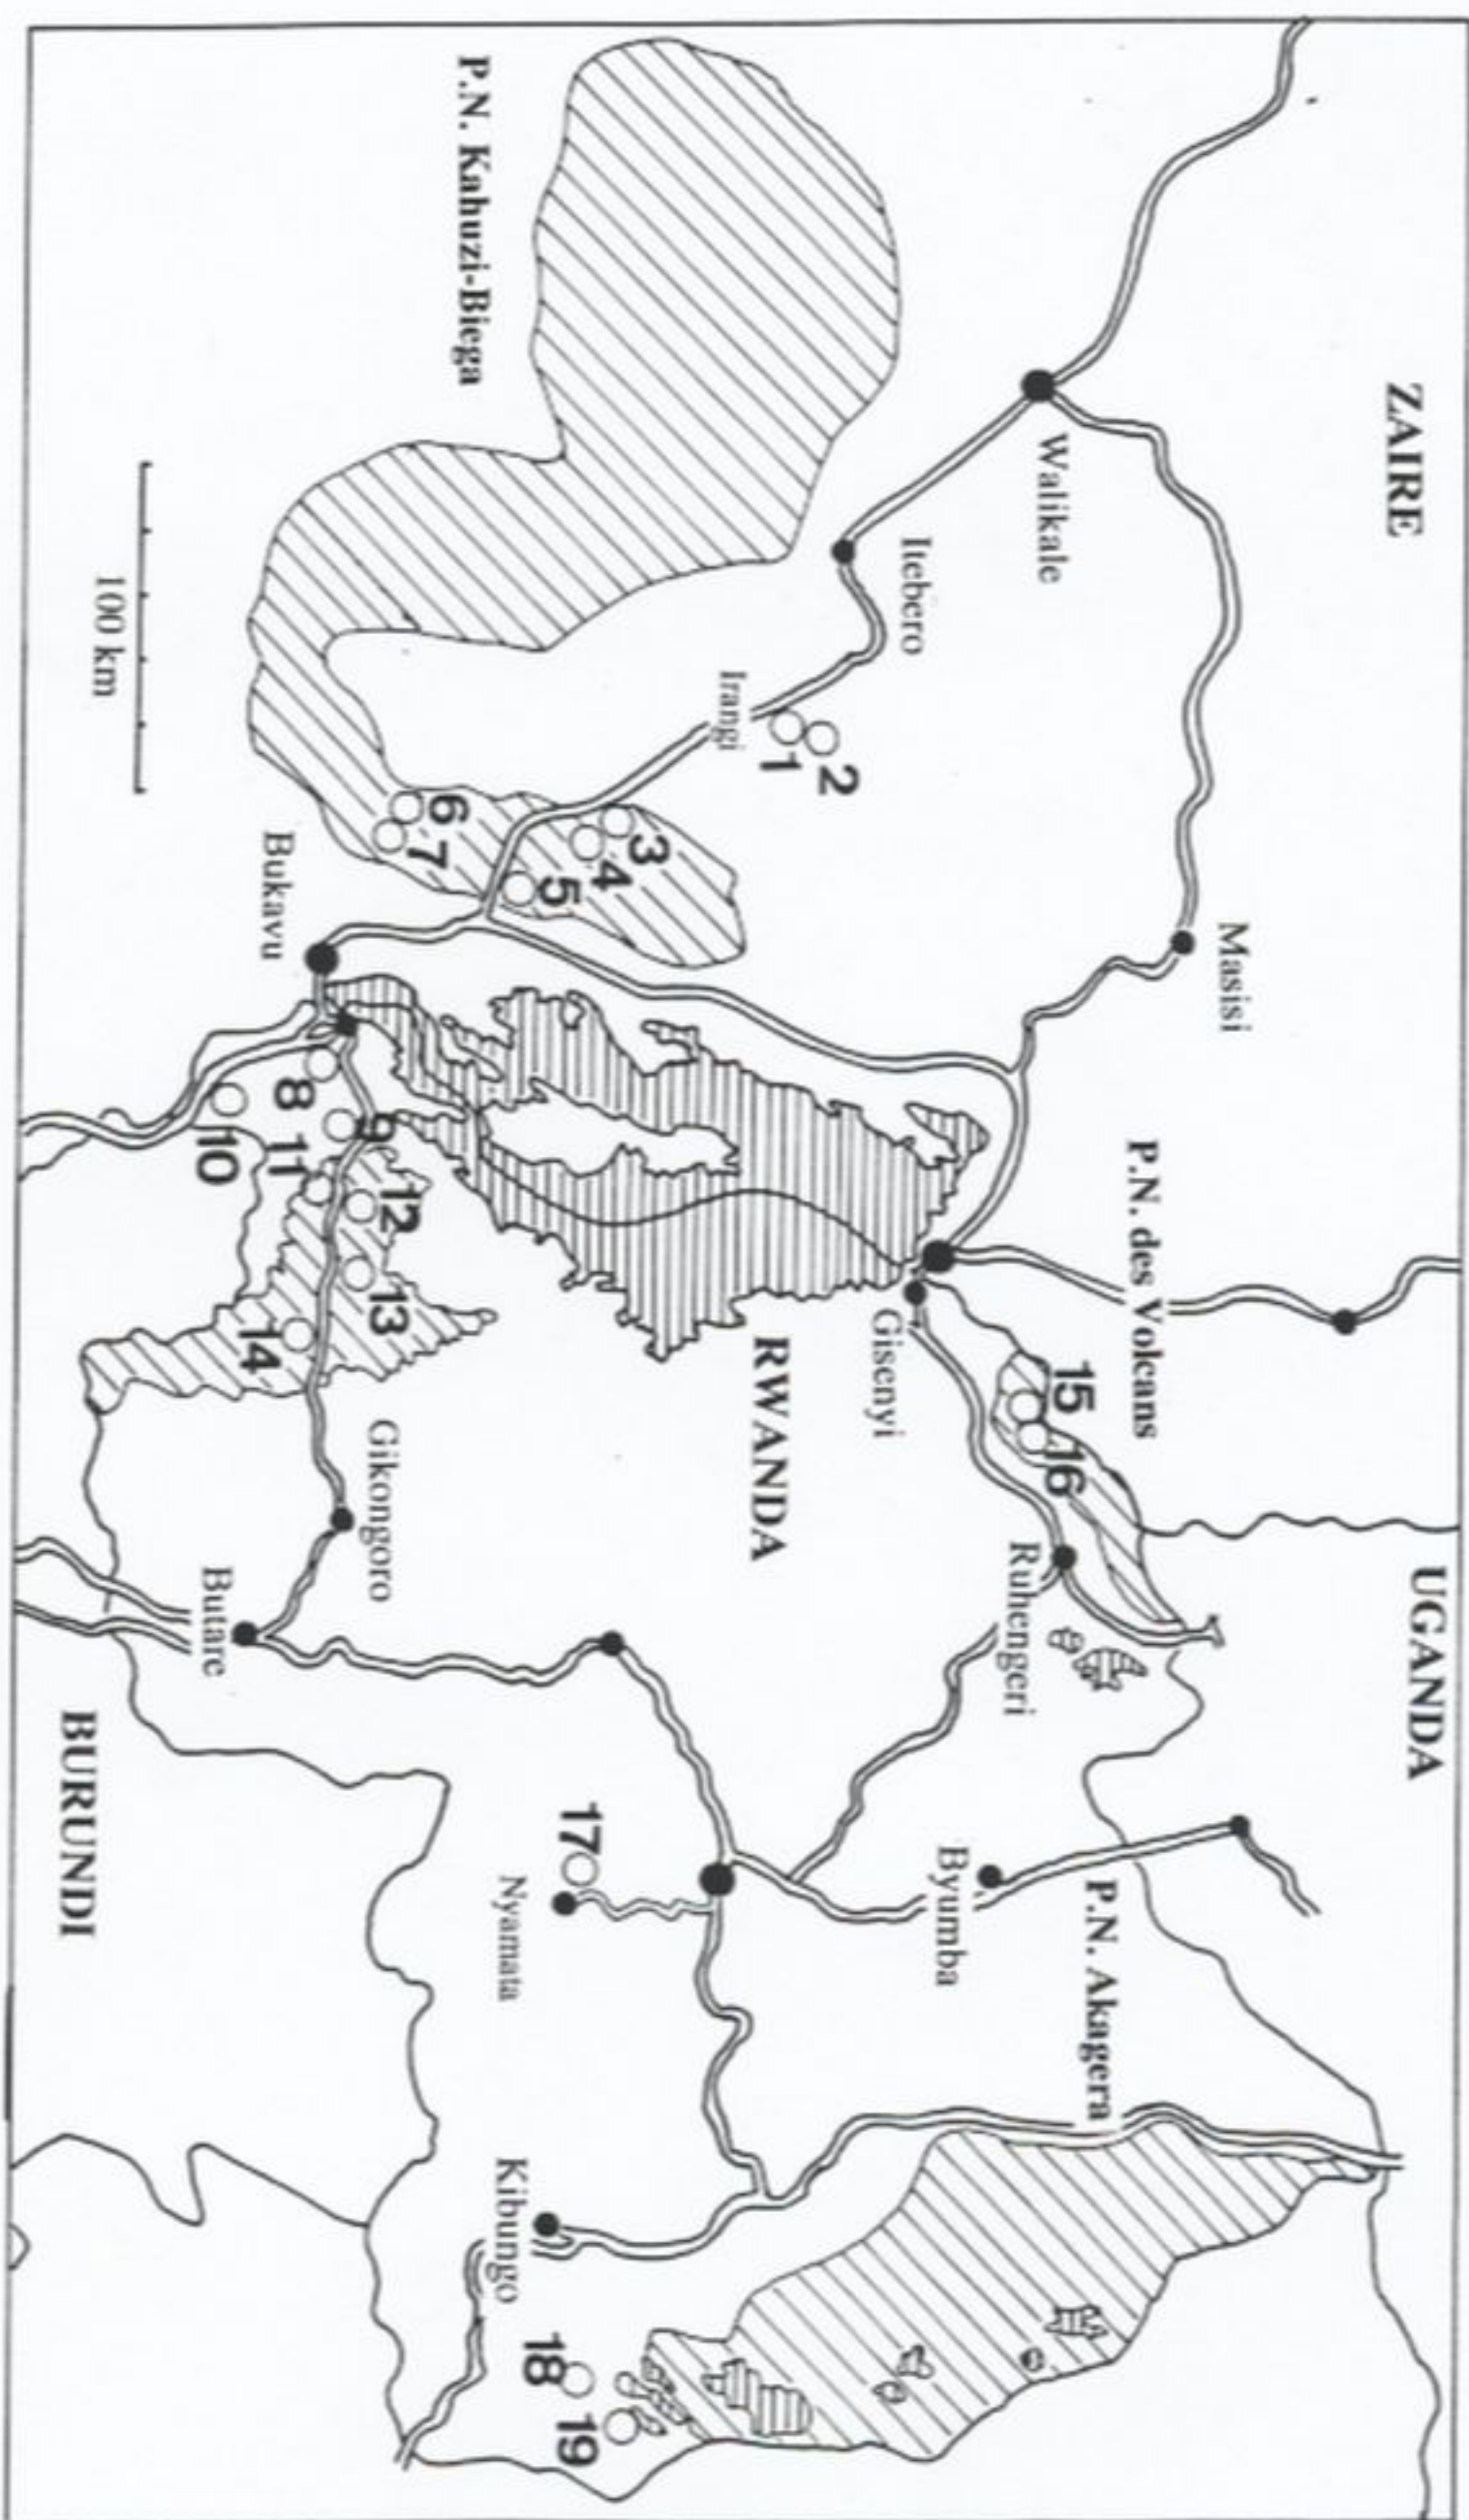 ZAIRE
UGANDA
Walikale
Masisi
P.N. des Volcans
P.N. Akagera
Itebero
15
16
Ruhengeri
Byumba
2
1
Irangi
Gisenyi
RWANDA
3
4
5
P.N. Kahuzi-Biega
6
7
17
Nyamata
Kibungo
18
19
Bukavu
8
9
10
11
12
13
14
Gikongoro
Butare
100 km
BURUNDI